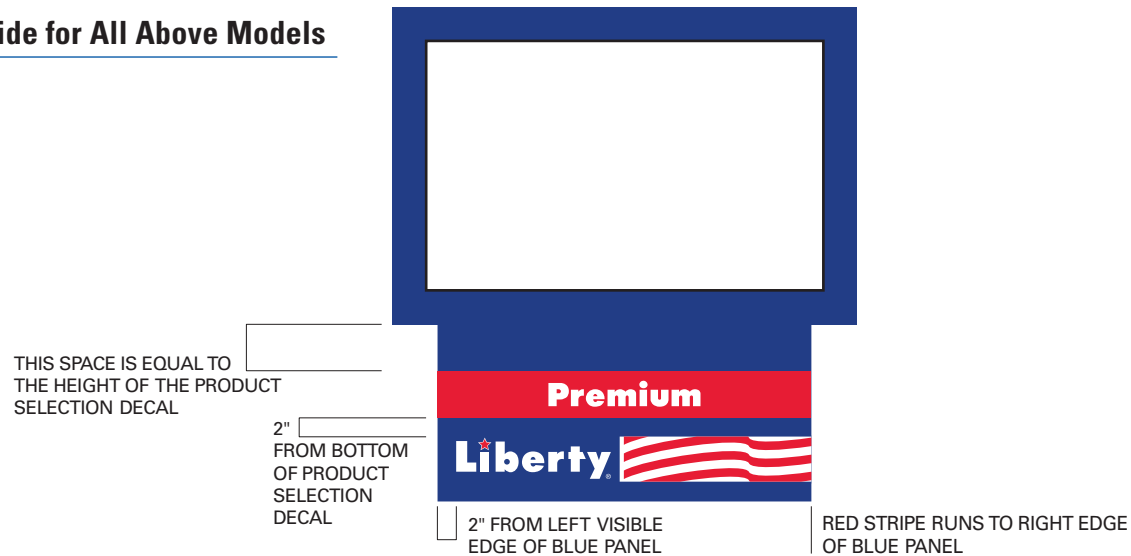 ide for All Above Models
THIS SPACE IS EQUAL TO
THE HEIGHT OF THE PRODUCT
SELECTION DECAL
Premium
2"
FROM BOTTOM
OF PRODUCT
SELECTION
DECAL
Liberty®
2" FROM LEFT VISIBLE
EDGE OF BLUE PANEL
RED STRIPE RUNS TO RIGHT EDGE
OF BLUE PANEL